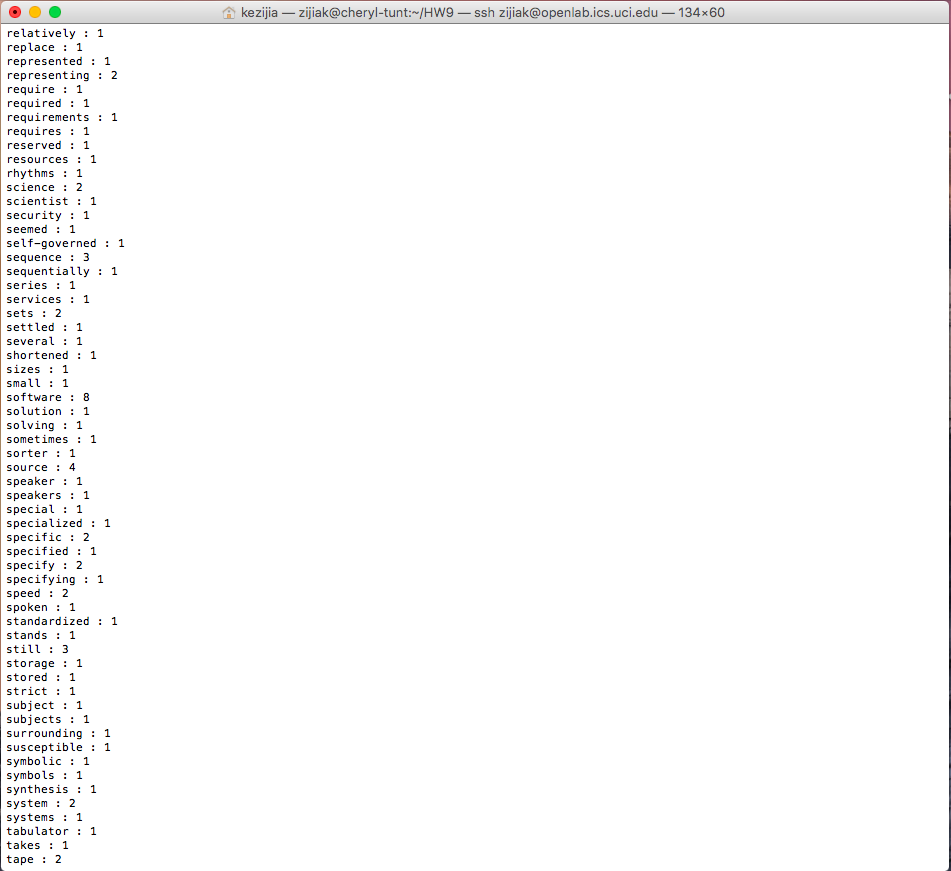 kezijia — zijiak@cheryl-tunt:~/HW9 — ssh zijiak@openlab.ics.uci.edu — 134×60
relatively : 1
replace : 1
represented : 1
representing : 2
require : 1
required : 1
requirements : 1
requires : 1
reserved : 1
resources : 1
rhythms : 1
science : 2
scientist : 1
security : 1
seemed : 1
self-governed : 1
sequence : 3
sequentially : 1
series : 1
services : 1
sets : 2
settled : 1
several : 1
shortened : 1
sizes : 1
small : 1
software : 8
solution : 1
solving : 1
sometimes : 1
sorter : 1
source : 4
speaker : 1
speakers : 1
special : 1
specialized : 1
specific : 2
specified : 1
specify : 2
specifying : 1
speed : 2
spoken : 1
standardized : 1
stands : 1
still : 3
storage : 1
stored : 1
strict : 1
subject : 1
subjects : 1
surrounding : 1
susceptible : 1
symbolic : 1
symbols : 1
synthesis : 1
system : 2
systems : 1
tabulator : 1
takes : 1
tape : 2